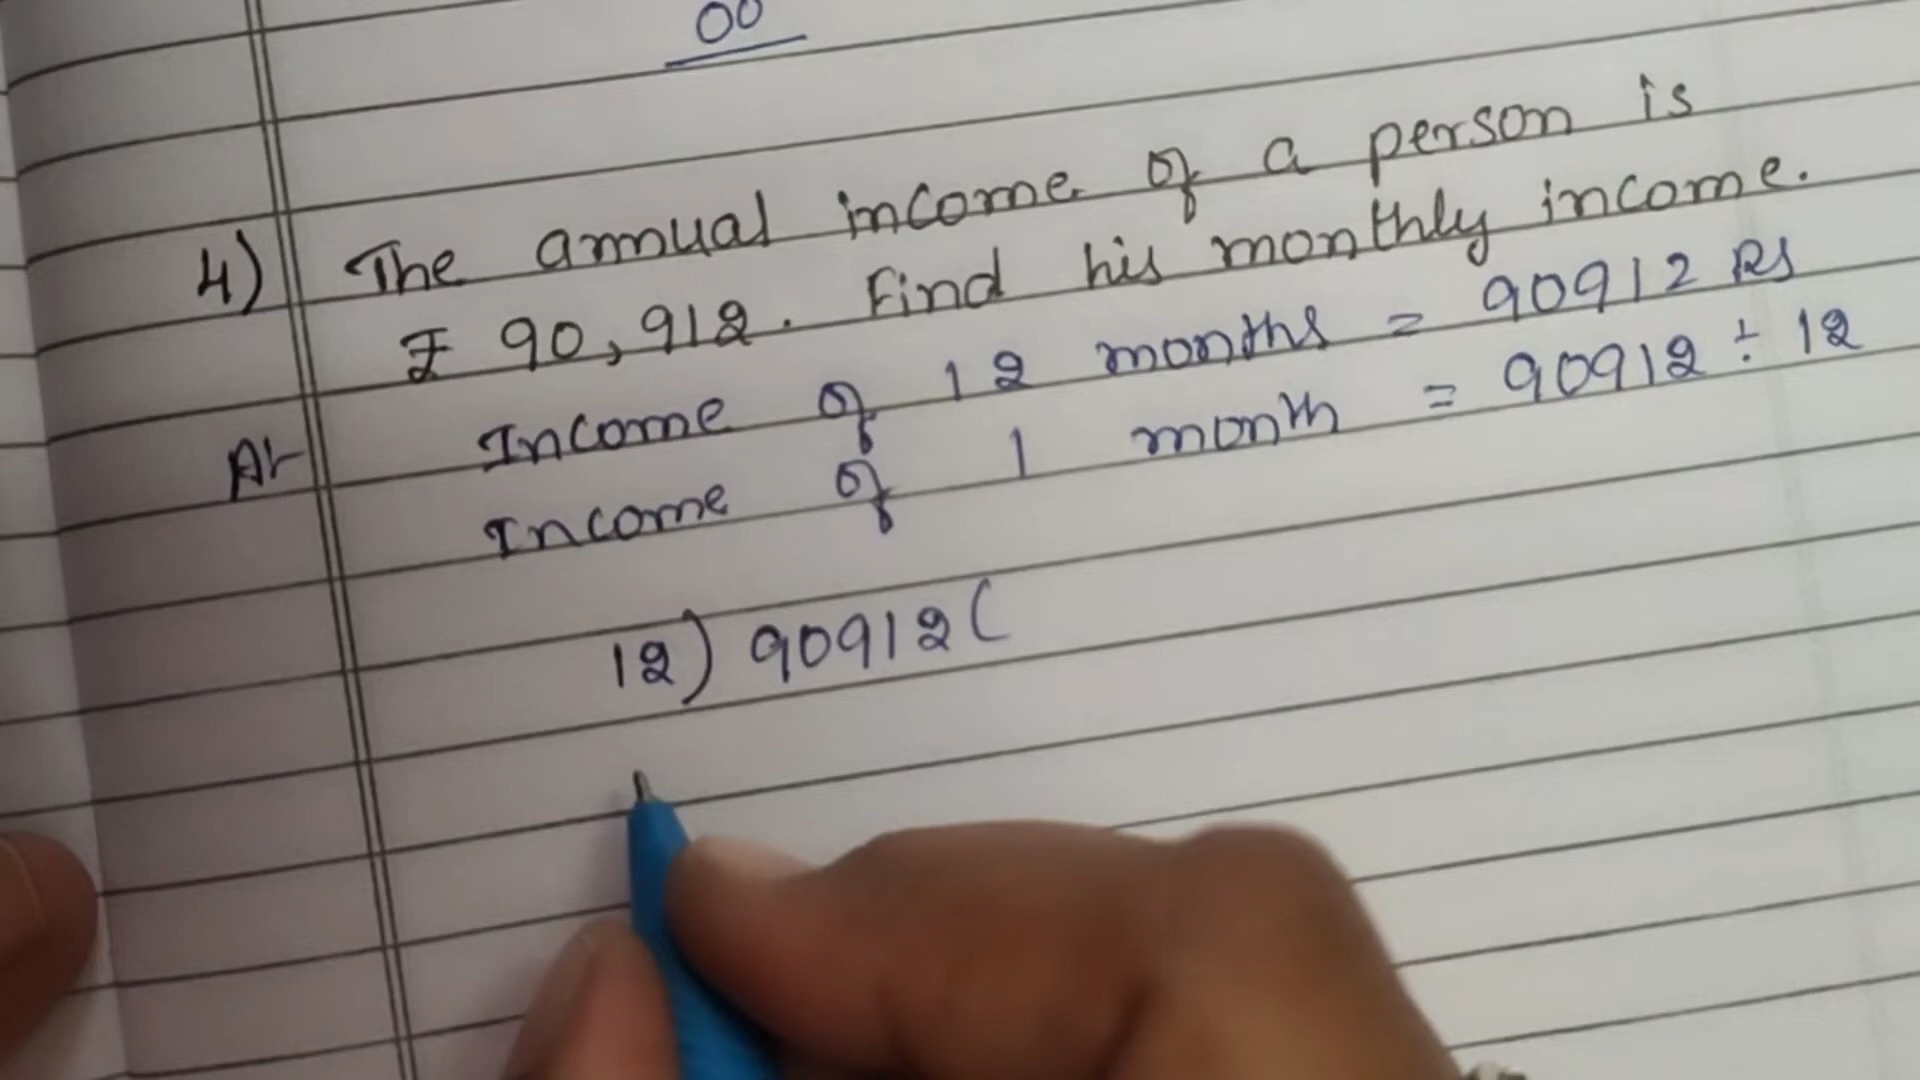 00
4) The annual income of a person is
₹ 90,912. Find his monthly income.
A) Income of 12 months = 90912 Rs
Income of 1 month = 90912 ÷ 12
12) 90912 (